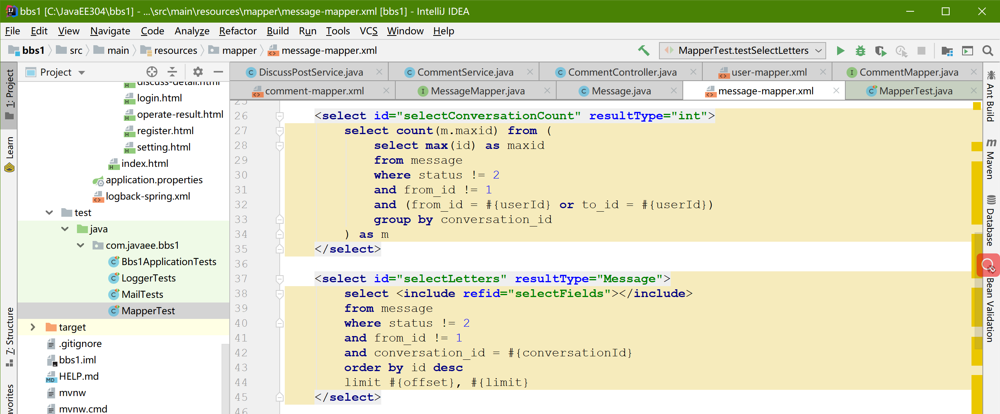 bbs1 [C:\JavaEE304\bbs1] - ...\src\main\resources\mapper\message-mapper.xml [bbs1] - IntelliJ IDEA
File Edit View Navigate Code Analyze Refactor Build Run Tools VCS Window Help
bbs1 src main resources mapper message-mapper.xml MapperTest.testSelectLetters
1: Project
Learn
7: Structure
avorites
Project
discuss-detail.html
login.html
operate-result.html
register.html
setting.html
index.html
application.properties
logback-spring.xml
test
java
com.javaee.bbs1
Bbs1ApplicationTests
LoggerTests
MailTests
MapperTest
target
.gitignore
bbs1.iml
HELP.md
mvnw
mvnw.cmd
DiscussPostService.java CommentService.java CommentController.java user-mapper.xml CommentMapper.java
comment-mapper.xml MessageMapper.java Message.java message-mapper.xml MapperTest.java
25
26 <select id="selectConversationCount" resultType="int">
27 select count(m.maxid) from (
28 select max(id) as maxid
29 from message
30 where status != 2
31 and from_id != 1
32 and (from_id = #{userId} or to_id = #{userId})
33 group by conversation_id
34 ) as m
35 </select>
36
37 <select id="selectLetters" resultType="Message">
38 select <include refid="selectFields"></include>
39 from message
40 where status != 2
41 and from_id != 1
42 and conversation_id = #{conversationId}
43 order by id desc
44 limit #{offset}, #{limit}
45 </select>
46
Ant Build
Maven
Database
Bean Validation